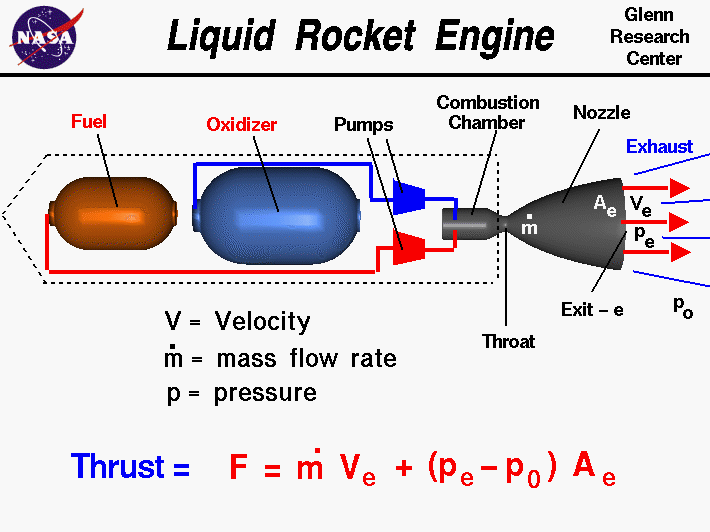 NASA
Liquid Rocket Engine
Glenn
Research
Center
Fuel
Oxidizer
Pumps
Combustion
Chamber
Nozzle
Exhaust
Aₑ
Vₑ
ṁ
pₑ
Exit – e
pₒ
Throat
V = Velocity
ṁ = mass flow rate
p = pressure
Thrust = F = ṁ Vₑ + (pₑ – p₀) Aₑ